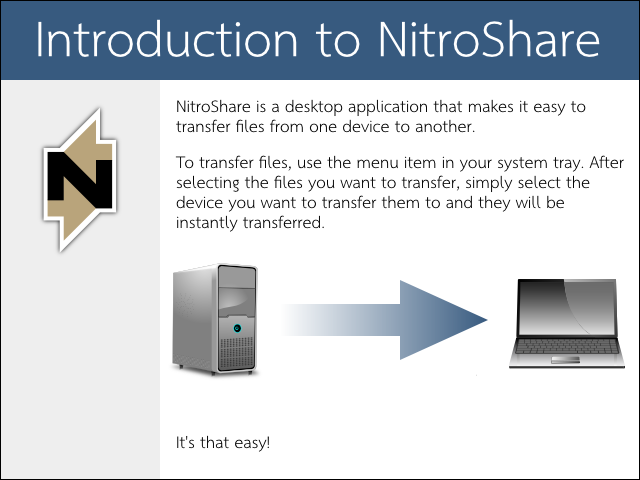 Introduction to NitroShare
N
NitroShare is a desktop application that makes it easy to
transfer files from one device to another.
To transfer files, use the menu item in your system tray. After
selecting the files you want to transfer, simply select the
device you want to transfer them to and they will be
instantly transferred.
It's that easy!